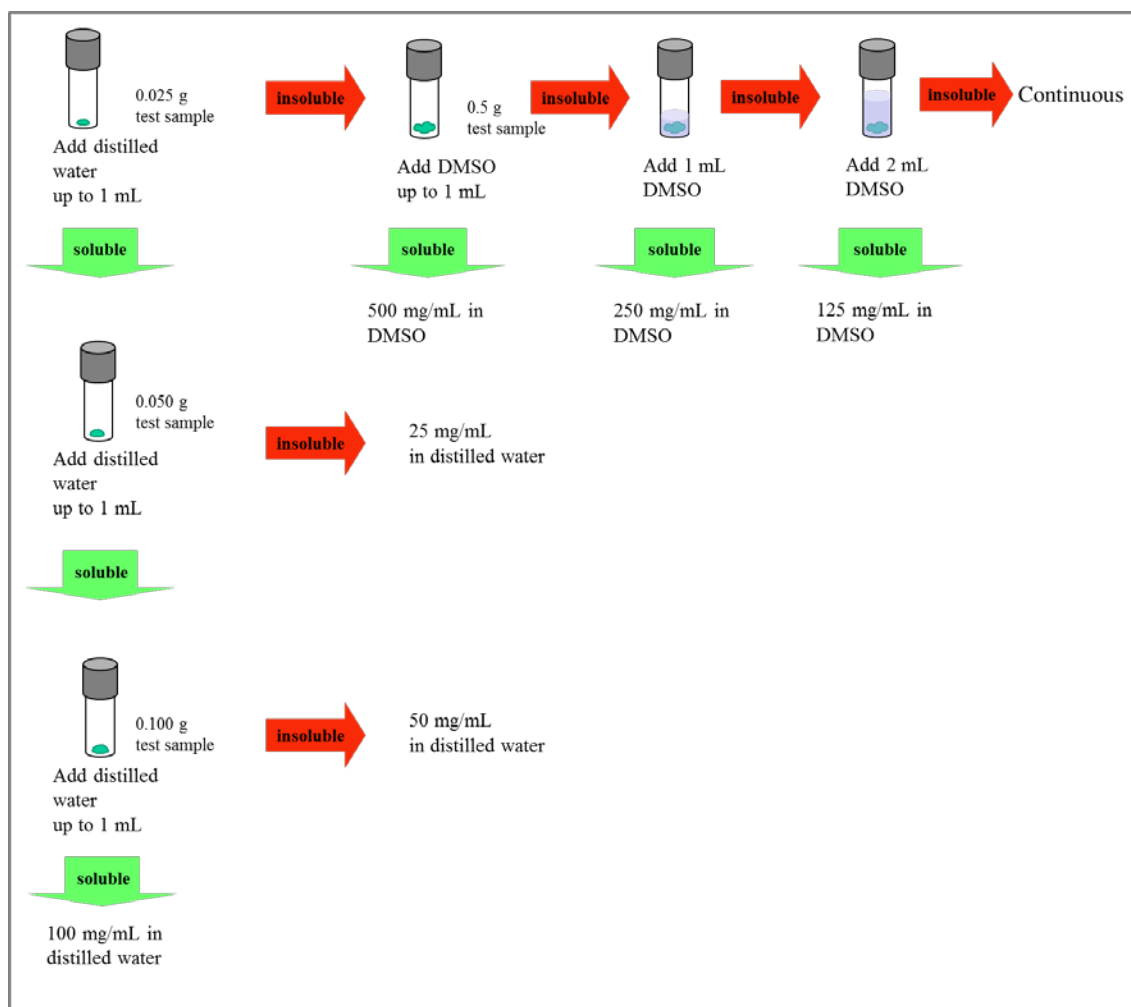 0.025 g
test sample
Add distilled
water
up to 1 mL
insoluble
0.5 g
test sample
Add DMSO
up to 1 mL
insoluble
Add 1 mL
DMSO
insoluble
Add 2 mL
DMSO
insoluble
Continuous
soluble
soluble
soluble
soluble
500 mg/mL in
DMSO
250 mg/mL in
DMSO
125 mg/mL in
DMSO
0.050 g
test sample
Add distilled
water
up to 1 mL
insoluble
25 mg/mL
in distilled water
soluble
0.100 g
test sample
Add distilled
water
up to 1 mL
insoluble
50 mg/mL
in distilled water
soluble
100 mg/mL in
distilled water